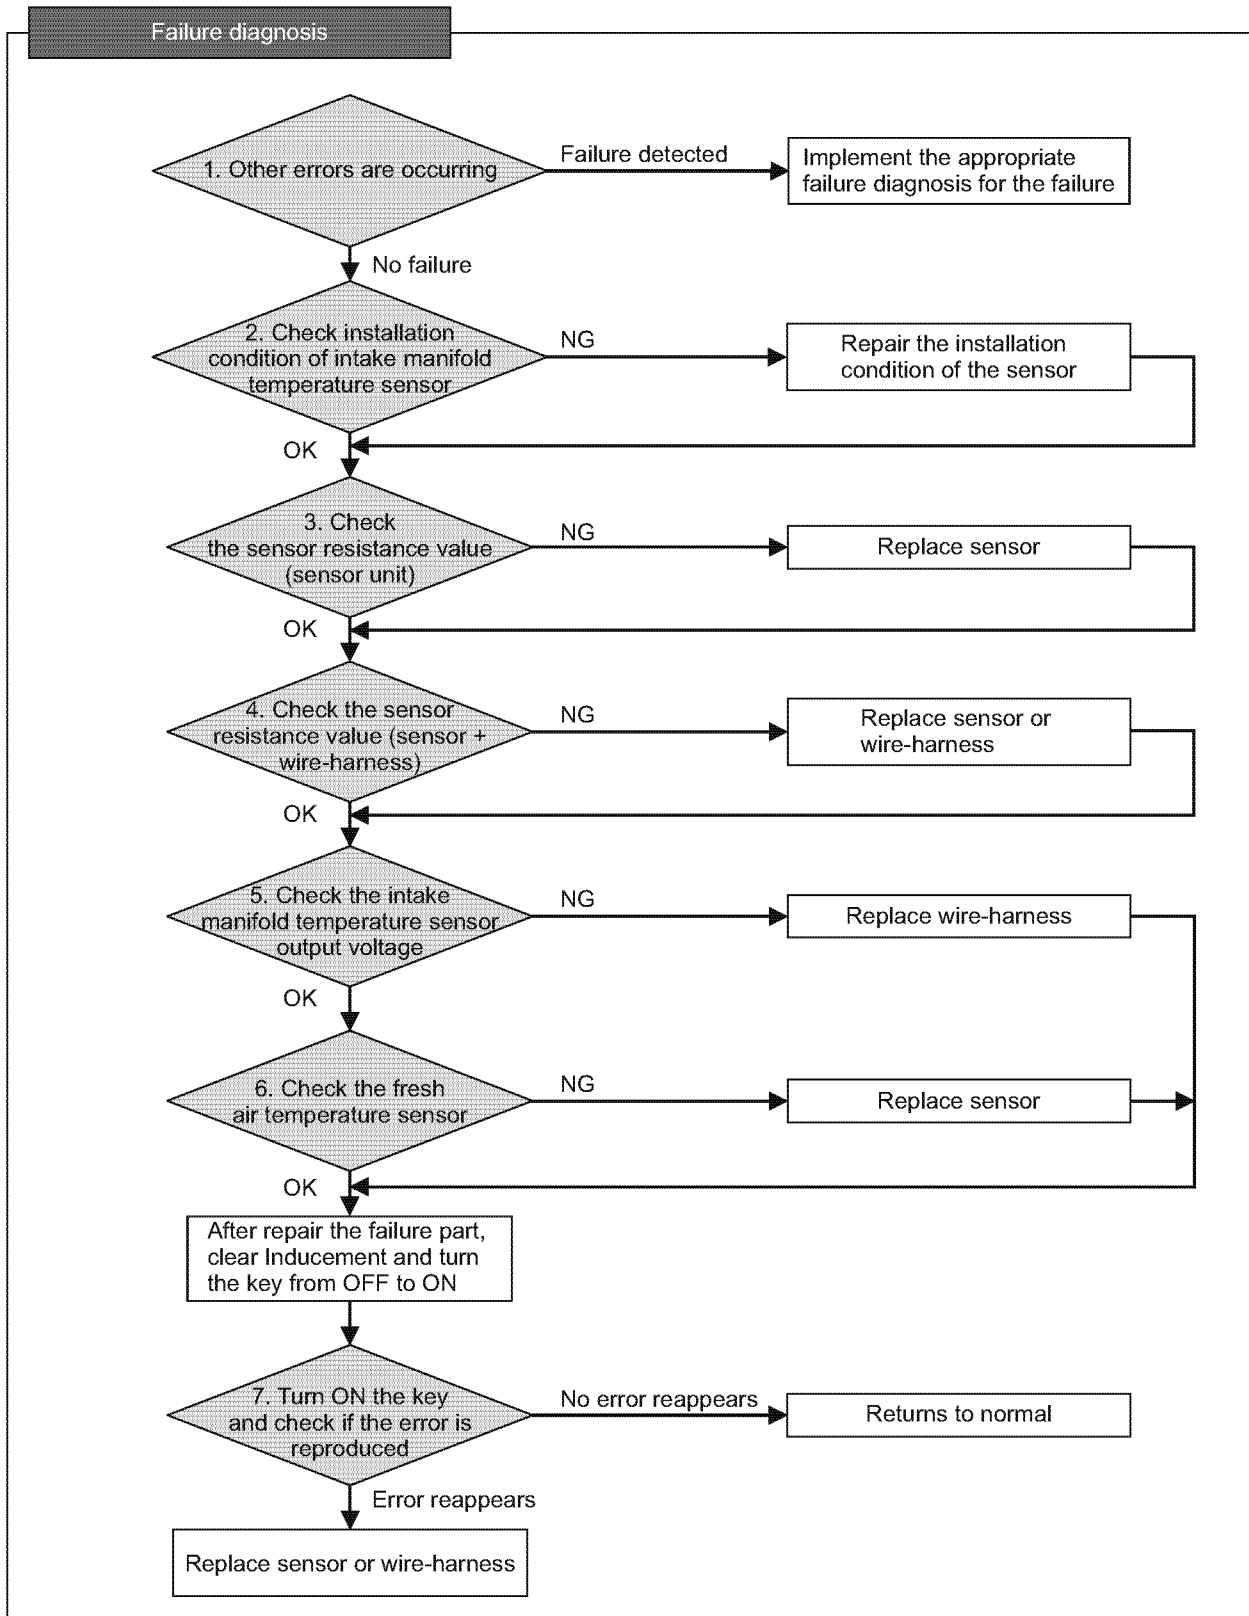 Failure diagnosis
1. Other errors are occurring
Failure detected
Implement the appropriate
failure diagnosis for the failure
No failure
2. Check installation
condition of intake manifold
temperature sensor
NG
Repair the installation
condition of the sensor
OK
3. Check
the sensor resistance value
(sensor unit)
NG
Replace sensor
OK
4. Check the sensor
resistance value (sensor +
wire-harness)
NG
Replace sensor or
wire-harness
OK
5. Check the intake
manifold temperature sensor
output voltage
NG
Replace wire-harness
OK
6. Check the fresh
air temperature sensor
NG
Replace sensor
OK
After repair the failure part,
clear Inducement and turn
the key from OFF to ON
7. Turn ON the key
and check if the error is
reproduced
No error reappears
Returns to normal
Error reappears
Replace sensor or wire-harness